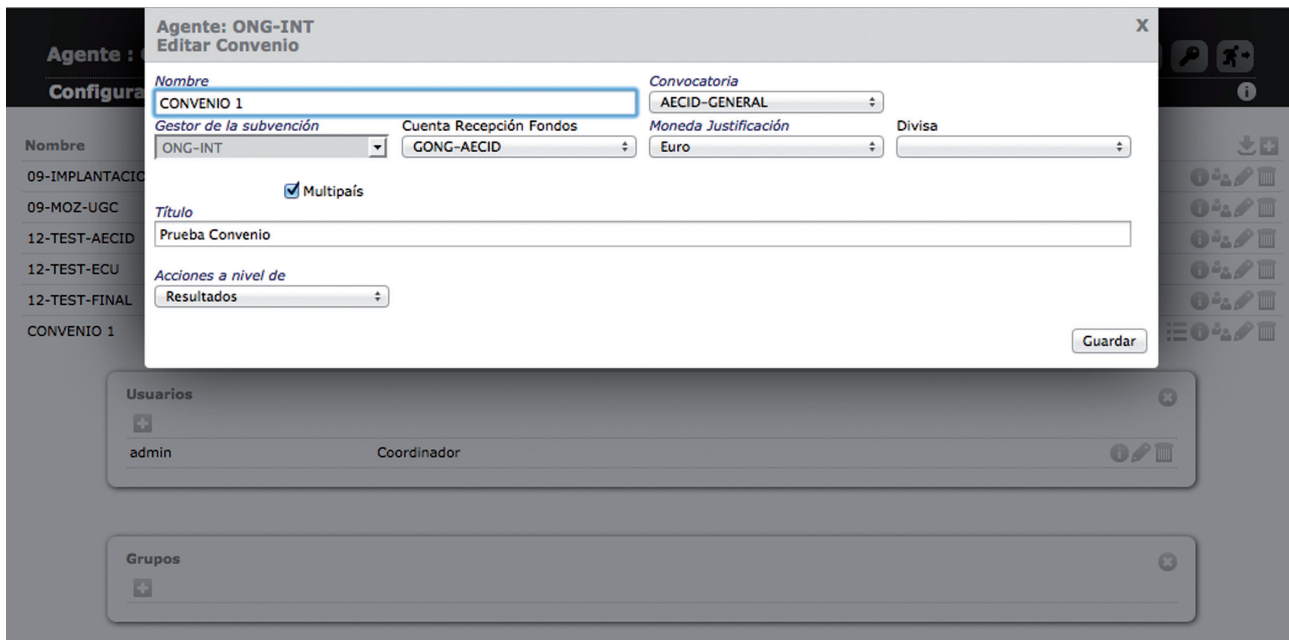 Agente: ONG-INT X
Editar Convenio
Agente :
Configura
Nombre Convocatoria
CONVENIO 1 AECID-GENERAL
Gestor de la subvención Cuenta Recepción Fondos Moneda Justificación Divisa
ONG-INT GONG-AECID Euro
Multipaís
Título
Prueba Convenio
Acciones a nivel de
Resultados
Guardar
Nombre
09-IMPLANTACIO
09-MOZ-UGC
12-TEST-AECID
12-TEST-ECU
12-TEST-FINAL
CONVENIO 1
Usuarios
admin Coordinador
Grupos